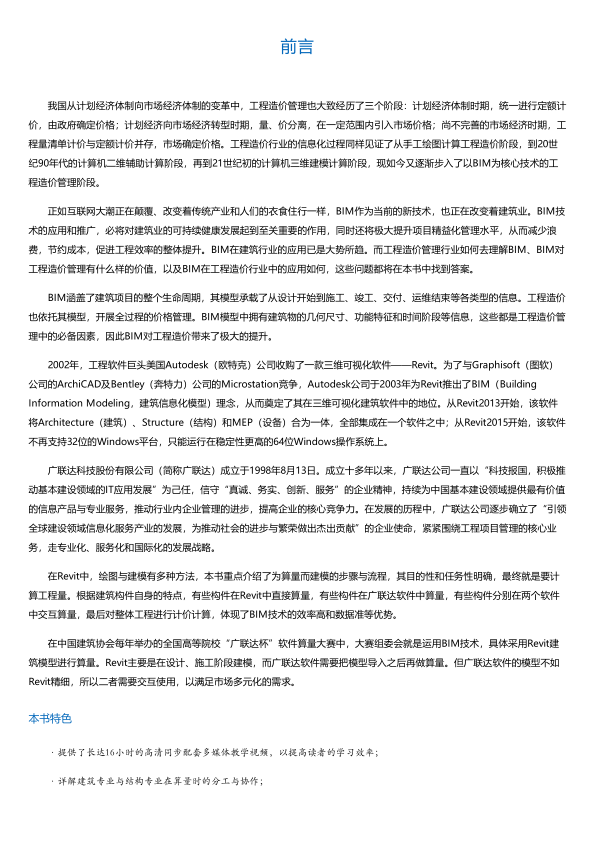 前言
我国从计划经济体制向市场经济体制的变革中，工程造价管理也大致经历了三个阶段：计划经济体制时期，统一进行定额计
价，由政府确定价格；计划经济向市场经济转型时期，量、价分离，在一定范围内引入市场价格；尚不完善的市场经济时期，工
程量清单计价与定额计价并存，市场确定价格。工程造价行业的信息化过程同样见证了从手工绘图计算工程造价阶段，到20世
纪90年代的计算机二维辅助计算阶段，再到21世纪初的计算机三维建模计算阶段，现如今又逐渐步入了以BIM为核心技术的工
程造价管理阶段。
正如互联网大潮正在颠覆、改变着传统产业和人们的衣食住行一样，BIM作为当前的新技术，也正在改变着建筑业。BIM技
术的应用和推广，必将对建筑业的可持续健康发展起到至关重要的作用，同时还将极大提升项目精益化管理水平，从而减少浪
费，节约成本，促进工程效率的整体提升。BIM在建筑行业的应用已是大势所趋。而工程造价管理行业如何去理解BIM、BIM对
工程造价管理有什么样的价值，以及BIM在工程造价行业中的应用如何，这些问题都将在本书中找到答案。
BIM涵盖了建筑项目的整个生命周期，其模型承载了从设计开始到施工、竣工、交付、运维结束等各类型的信息。工程造价
也依托其模型，开展全过程的价格管理。BIM模型中拥有建筑物的几何尺寸、功能特征和时间阶段等信息，这些都是工程造价管
理中的必备因素，因此BIM对工程造价带来了极大的提升。
2002年，工程软件巨头美国Autodesk（欧特克）公司收购了一款三维可视化软件——Revit。为了与Graphisoft（图软）
公司的ArchiCAD及Bentley（奔特力）公司的Microstation竞争，Autodesk公司于2003年为Revit推出了BIM（Building
Information Modeling，建筑信息化模型）理念，从而奠定了其在三维可视化建筑软件中的地位。从Revit2013开始，该软件
将Architecture（建筑）、Structure（结构）和MEP（设备）合为一体，全部集成在一个软件之中；从Revit2015开始，该软件
不再支持32位的Windows平台，只能运行在稳定性更高的64位Windows操作系统上。
广联达科技股份有限公司（简称广联达）成立于1998年8月13日。成立十多年以来，广联达公司一直以“科技报国，积极推
动基本建设领域的IT应用发展”为己任，信守“真诚、务实、创新、服务”的企业精神，持续为中国基本建设领域提供最有价值
的信息产品与专业服务，推动行业内企业管理的进步，提高企业的核心竞争力。在发展的历程中，广联达公司逐步确立了“引领
全球建设领域信息化服务产业的发展，为推动社会的进步与繁荣做出杰出贡献”的企业使命，紧紧围绕工程项目管理的核心业
务，走专业化、服务化和国际化的发展战略。
在Revit中，绘图与建模有多种方法，本书重点介绍了为算量而建模的步骤与流程，其目的性和任务性明确，最终就是要计
算工程量。根据建筑构件自身的特点，有些构件在Revit中直接算量，有些构件在广联达软件中算量，有些构件分别在两个软件
中交互算量，最后对整体工程进行计价计算，体现了BIM技术的效率高和数据准等优势。
在中国建筑协会每年举办的全国高等院校“广联达杯”软件算量大赛中，大赛组委会就是运用BIM技术，具体采用Revit建
筑模型进行算量。Revit主要是在设计、施工阶段建模，而广联达软件需要把模型导入之后再做算量。但广联达软件的模型不如
Revit精细，所以二者需要交互使用，以满足市场多元化的需求。
本书特色
· 提供了长达16小时的高清同步配套多媒体教学视频，以提高读者的学习效率；
· 详解建筑专业与结构专业在算量时的分工与协作；